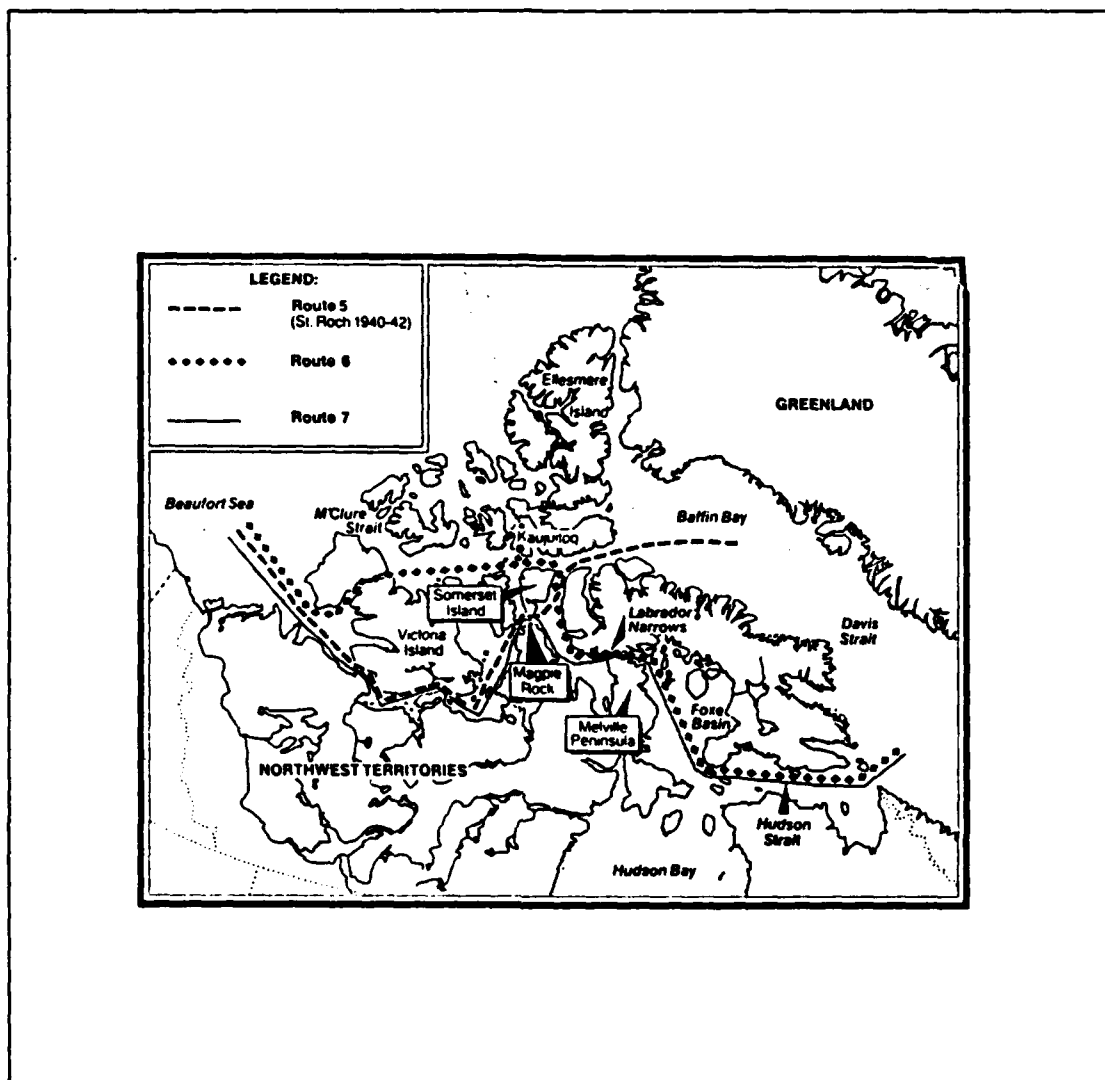 LEGEND:
Route 5
(St. Roch 1940-42)
Route 6
Route 7
Ellesmere
Island
GREENLAND
Beaufort Sea
M'Clure
Strait
Baffin Bay
Somerset
Island
Labrador
Narrows
Davis
Strait
Victoria
Island
Magpie
Rock
Foxe
Basin
Melville
Peninsula
NORTHWEST TERRITORIES
Hudson
Strait
Hudson Bay